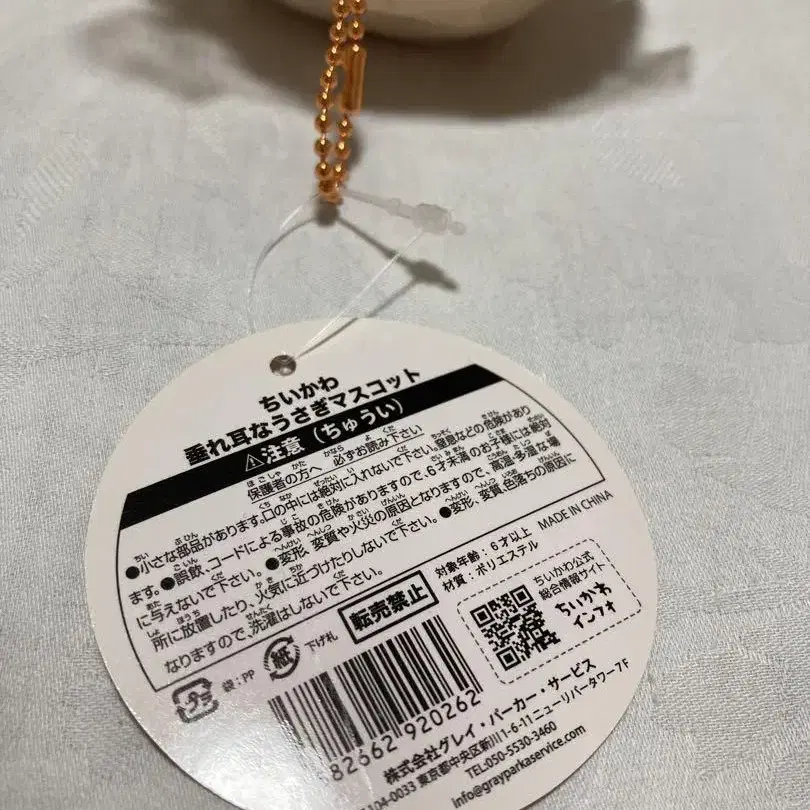 ちいかわ
垂れ耳なうさぎマスコット
⚠注意（ちゅうい）
保護者の方へ 必ずお読み下さい
●小さな部品があります。口の中には絶対に入れないで下さい。窒息などの危険があり
ます。●誤飲、コードによる事故の危険がありますので、6才未満のお子様には絶対
に与えないで下さい。●変形、変質や火災の原因となりますので、高温・多湿な場
所に放置したり、火気に近づけたりしないで下さい。●変形、変質、色落ちの原因に
なりますので、洗濯はしないで下さい。
対象年齢：6才以上
材質：ポリエステル
MADE IN CHINA
転売禁止
ちいかわ公式
総合情報サイト
ちいかわ
インフォ
袋：PP
紙
下げ札
82662 920262
株式会社グレイ・パーカー・サービス
104-0033 東京都中央区新川1-6-11ニューリバータワー7F
TEL:050-5530-3460
info@grayparkaservice.com